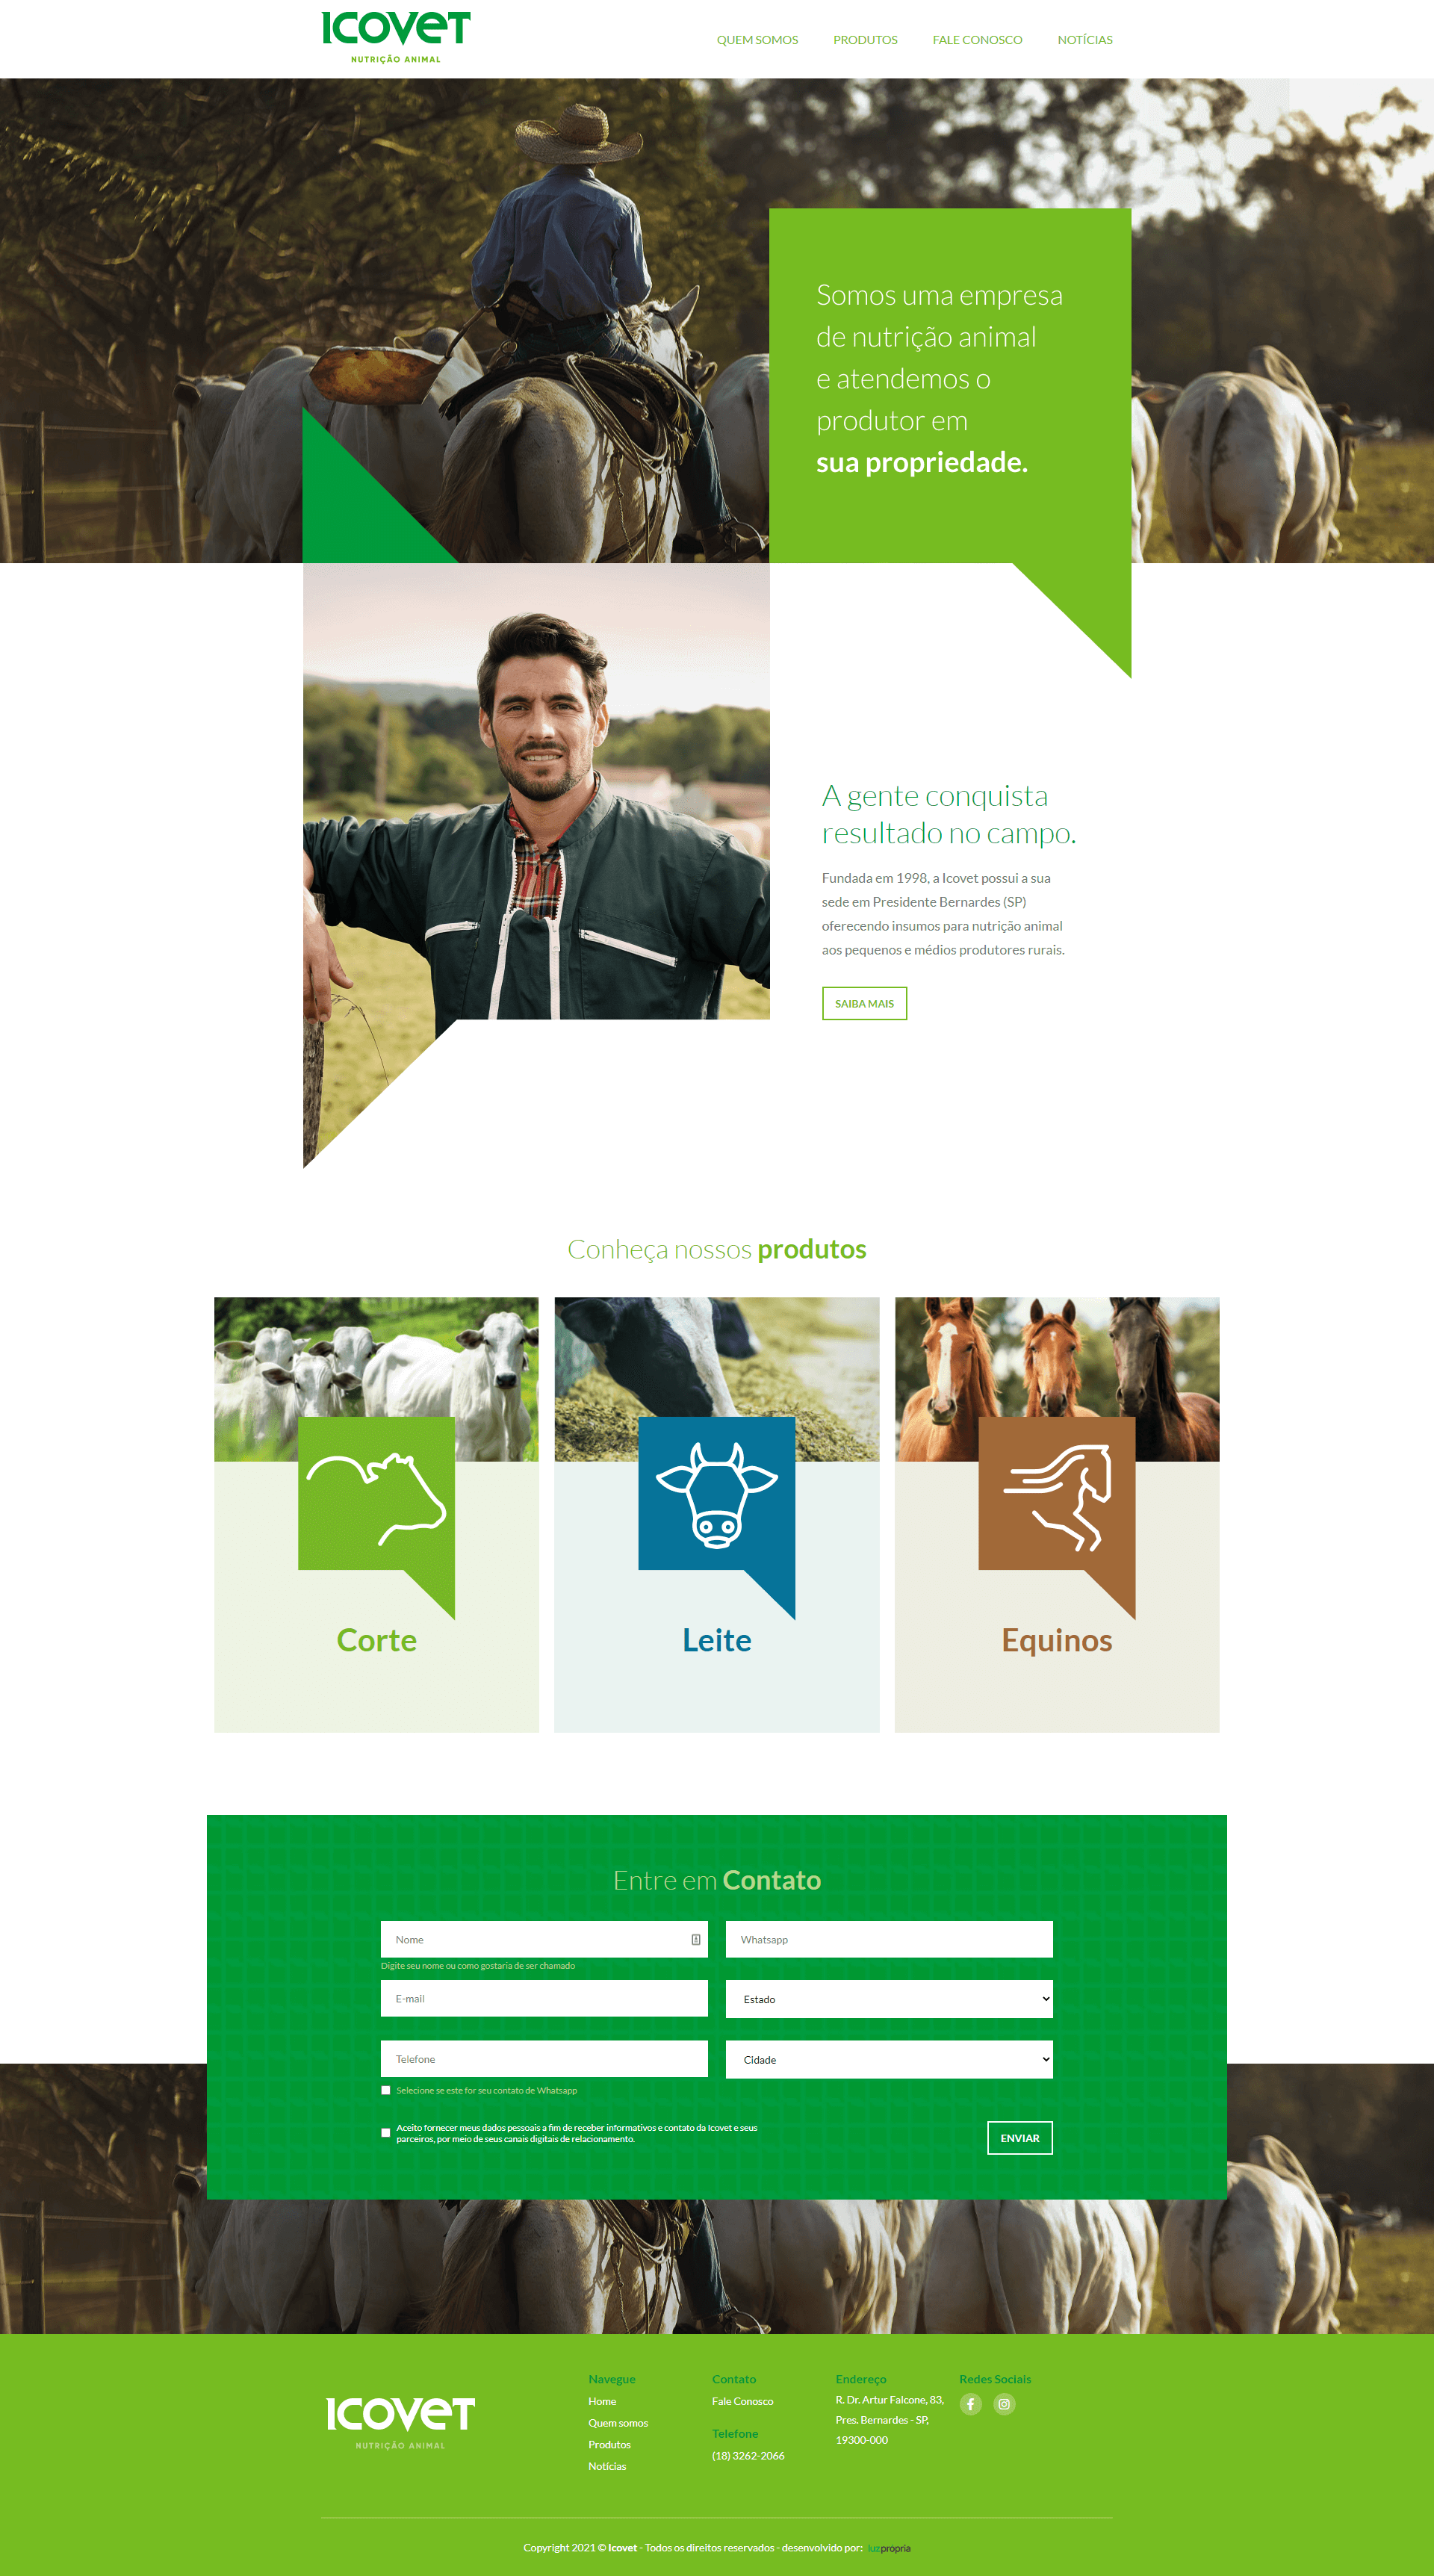 ICOVET
NUTRIÇÃO ANIMAL
QUEM SOMOS
PRODUTOS
FALE CONOSCO
NOTÍCIAS
Somos uma empresa
de nutrição animal
e atendemos o
produtor em
sua propriedade.
A gente conquista
resultado no campo.
Fundada em 1998, a Icovet possui a sua
sede em Presidente Bernardes (SP)
oferecendo insumos para nutrição animal
aos pequenos e médios produtores rurais.
SAIBA MAIS
Conheça nossos produtos
Corte
Leite
Equinos
Entre em Contato
Nome
Whatsapp
Digite seu nome ou como gostaria de ser chamado
E-mail
Estado
Telefone
Cidade
Selecione se este for seu contato de Whatsapp
Aceito fornecer meus dados pessoais a fim de receber informativos e contato da Icovet e seus
parceiros, por meio de seus canais digitais de relacionamento.
ENVIAR
ICOVET
NUTRIÇÃO ANIMAL
Navegue
Home
Quem somos
Produtos
Notícias
Contato
Fale Conosco
Telefone
(18) 3262-2066
Endereço
R. Dr. Artur Falcone, 83,
Pres. Bernardes - SP,
19300-000
Redes Sociais
Copyright 2021 © Icovet - Todos os direitos reservados - desenvolvido por: luzprópria